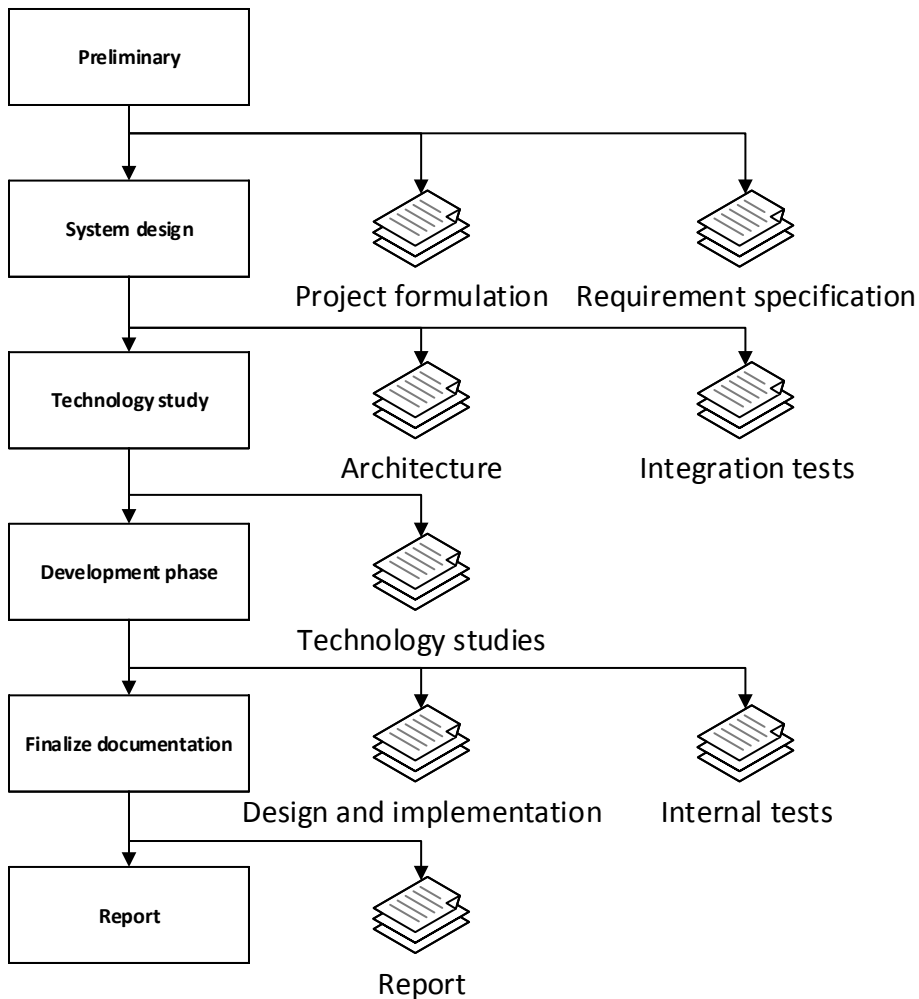 Preliminary
System design
Project formulation
Requirement specification
Technology study
Architecture
Integration tests
Development phase
Technology studies
Finalize documentation
Design and implementation
Internal tests
Report
Report